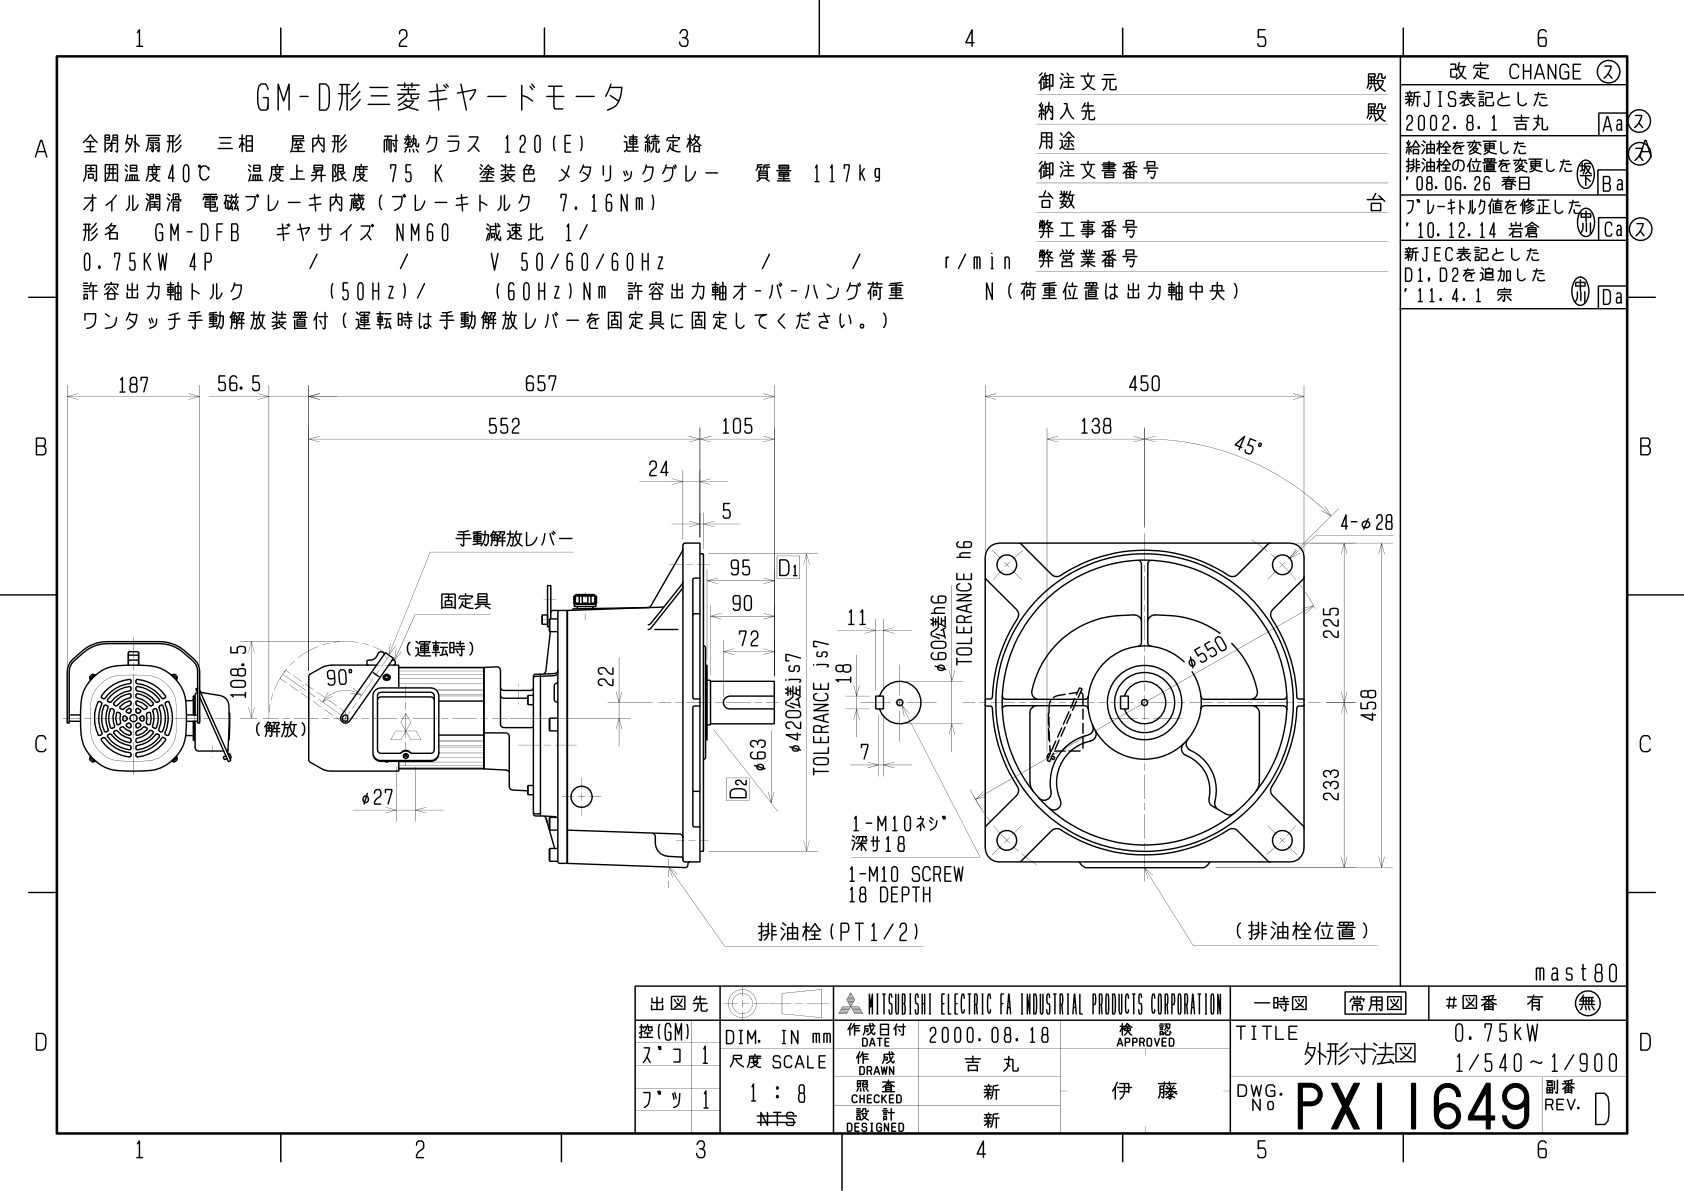 1 2 3 4 5 6
A
B
C
D
GM-D形三菱ギヤードモータ
全閉外扇形 三相 屋内形 耐熱クラス 120(E) 連続定格
周囲温度40℃ 温度上昇限度 75 K 塗装色 メタリックグレー 質量 117kg
オイル潤滑 電磁ブレーキ内蔵(ブレーキトルク 7.16Nm)
形名 GM-DFB ギヤサイズ NM60 減速比 1/
0.75KW 4P / / V 50/60/60Hz / / r/min
許容出力軸トルク (50Hz)/ (60Hz)Nm 許容出力軸オーバーハング荷重 N(荷重位置は出力軸中央)
ワンタッチ手動解放装置付(運転時は手動解放レバーを固定具に固定してください。)
御注文元 殿
納入先 殿
用途
御注文書番号
台数 台
弊工事番号
弊営業番号
改定 CHANGE ス
新JIS表記とした
2002.8.1 吉丸 Aa ス
給油栓を変更した ス A
排油栓の位置を変更した
'08.06.26 春日 坂下 Ba
ブレーキトルク値を修正した
'10.12.14 岩倉 中川 Ca ス
新JEC表記とした
D1,D2を追加した
'11.4.1 宗 中川 Da
187 56.5 657
552 105
24
5
手動解放レバー
固定具
(運転時)
90°
108.5
(解放)
φ27
22
95 D1
90
72
φ420公差js7
TOLERANCE js7
φ63
D2
排油栓(PT1/2)
11
18
7
φ60公差h6
TOLERANCE h6
1-M10ネジ
深サ18
1-M10 SCREW
18 DEPTH
450
138
45°
4-φ28
φ550
225
233
458
(排油栓位置)
B
C
D
mast80
出図先
控(GM)
ズコ 1
ブツ 1
DIM. IN mm
尺度 SCALE
1 : 8
NTS
MITSUBISHI ELECTRIC FA INDUSTRIAL PRODUCTS CORPORATION
作成日付
DATE
2000.08.18
作成
DRAWN
吉丸
照査
CHECKED
新
設計
DESIGNED
新
検認
APPROVED
伊藤
一時図 常用図 #図番 有 無
TITLE
外形寸法図
0.75kW
1/540~1/900
DWG.
No
PX11649
副番
REV.
D
1 2 3 4 5 6